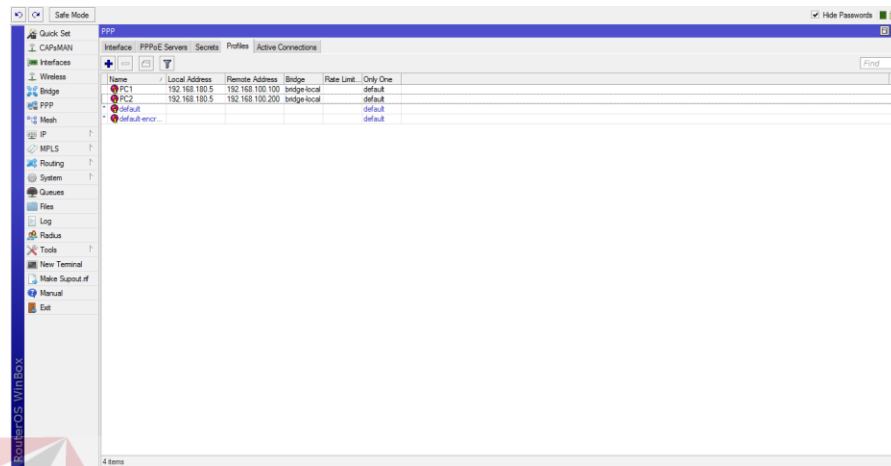 Safe Mode
Hide Passwords
Quick Set
CAPsMAN
Interfaces
Wireless
Bridge
PPP
Mesh
IP
MPLS
Routing
System
Queues
Files
Log
Radius
Tools
New Terminal
Make Supout.rif
Manual
Exit
RouterOS WinBox
PPP
Interface PPPoE Servers Secrets Profiles Active Connections
Find
Name / Local Address Remote Address Bridge Rate Limit... Only One
PC1 192.168.180.5 192.168.100.100 bridge-local default
PC2 192.168.180.5 192.168.100.200 bridge-local default
* default default
* default-encr... default
4 items